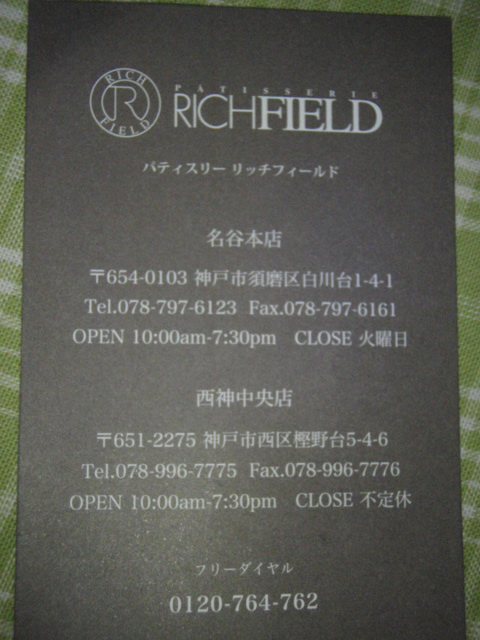 RICH
R
FIELD
PATISSERIE
RICHFIELD
パティスリー リッチフィールド
名谷本店
〒654-0103 神戸市須磨区白川台1-4-1
Tel.078-797-6123 Fax.078-797-6161
OPEN 10:00am-7:30pm CLOSE 火曜日
西神中央店
〒651-2275 神戸市西区樫野台5-4-6
Tel.078-996-7775 Fax.078-996-7776
OPEN 10:00am-7:30pm CLOSE 不定休
フリーダイヤル
0120-764-762